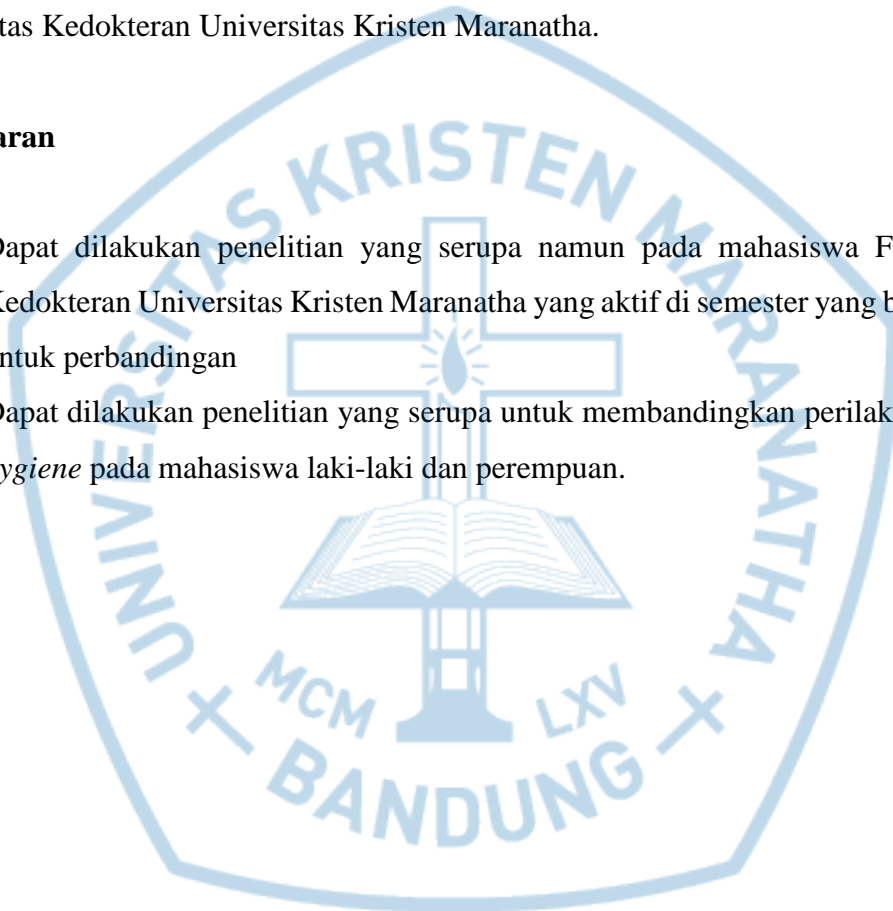 tas Kedokteran Universitas Kristen Maranatha.
aran
Dapat dilakukan penelitian yang serupa namun pada mahasiswa F
Kedokteran Universitas Kristen Maranatha yang aktif di semester yang b
ntuk perbandingan
Dapat dilakukan penelitian yang serupa untuk membandingkan perilak
ygiene pada mahasiswa laki-laki dan perempuan.
UNIVERSITAS KRISTEN MARANATHA
MCM LXV
BANDUNG